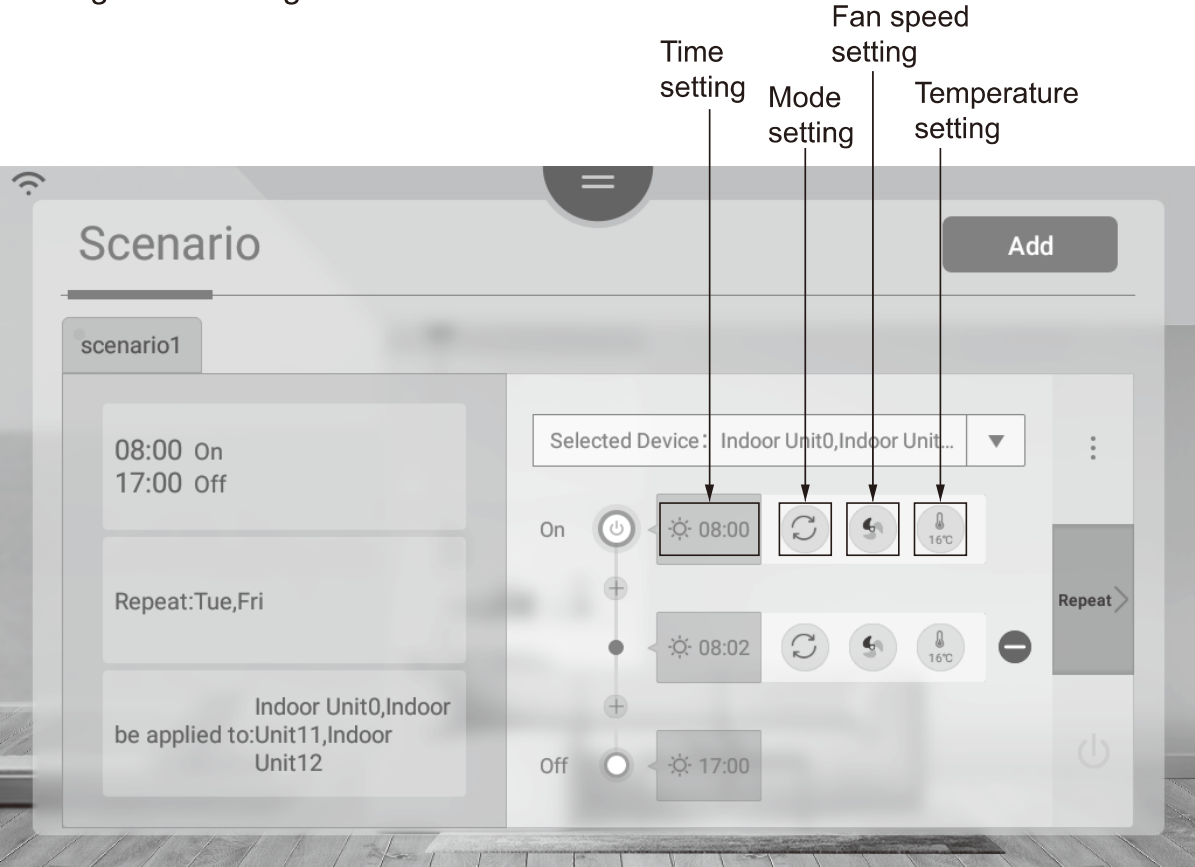 Fan speed
setting
Time
setting
Mode
setting
Temperature
setting
Scenario
Add
scenario1
08:00 On
17:00 Off
Repeat:Tue,Fri
Indoor Unit0,Indoor
be applied to:Unit11,Indoor
Unit12
Selected Device: Indoor Unit0,Indoor Unit...
On
08:00
16℃
Repeat
08:02
16℃
Off
17:00